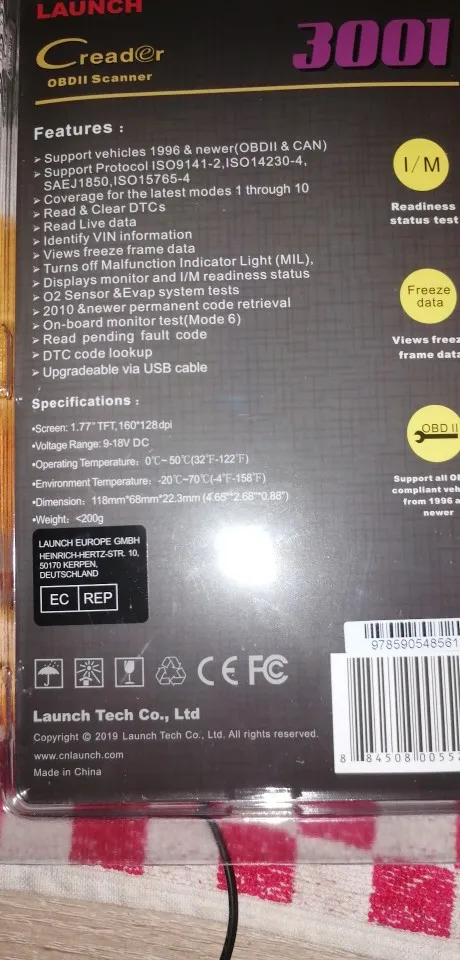 LAUNCH
Creader
3001
OBDII Scanner
Features :
➢ Support vehicles 1996 & newer(OBDII & CAN)
➢ Support Protocol ISO9141-2,ISO14230-4,
SAEJ1850,ISO15765-4
➢ Coverage for the latest modes 1 through 10
➢ Read & Clear DTCs
➢ Read Live data
➢ Identify VIN information
➢ Views freeze frame data
➢ Turns off Malfunction Indicator Light (MIL),
➢ Displays monitor and I/M readiness status
➢ O2 Sensor &Evap system tests
➢ 2010 &newer permanent code retrieval
➢ On-board monitor test(Mode 6)
➢ Read pending fault code
➢ DTC code lookup
➢ Upgradeable via USB cable
I/M
Readiness
status test
Freeze
data
Views
frame data
OBD II
Support all
compliant
from 1996
newer
Specifications :
•Screen: 1.77" TFT,160*128dpi
•Voltage Range: 9-18V DC
•Operating Temperature: 0℃~50℃(32℉-122℉)
•Environment Temperature: -20℃~70℃(-4℉-158℉)
•Dimension: 118mm*68mm*22.3mm (4.65"*2.68"*0.88")
•Weight: <200g
LAUNCH EUROPE GMBH
HEINRICH-HERTZ-STR. 10,
50170 KERPEN,
DEUTSCHLAND
EC REP
CE FC
978590548561
8 84508 0055
Launch Tech Co., Ltd
Copyright © 2019 Launch Tech Co., Ltd. All rights reserved.
www.cnlaunch.com
Made in China